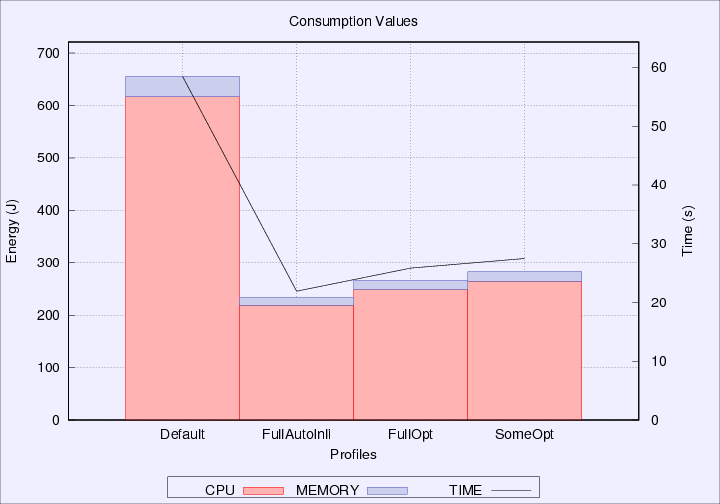 Consumption Values
700
600
500
400
300
200
100
0
Energy (J)
60
50
40
30
20
10
0
Time (s)
Default FullAutoInli FullOpt SomeOpt
Profiles
CPU MEMORY TIME